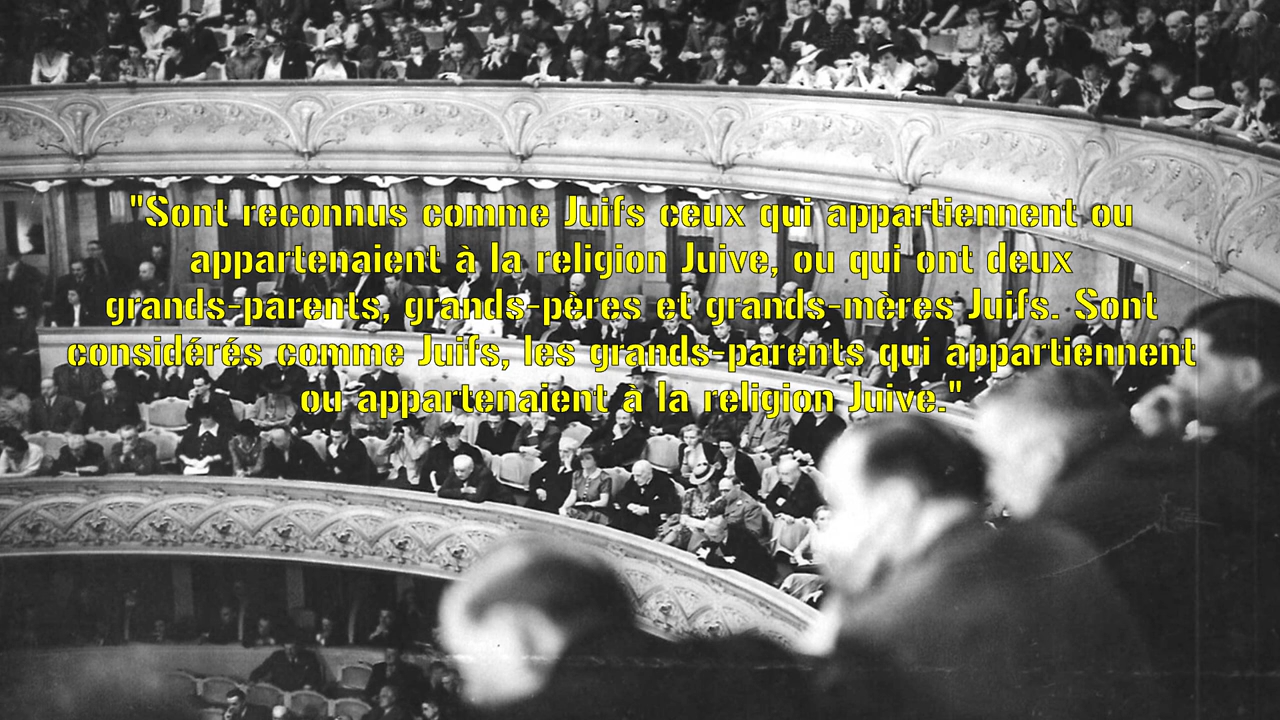 "Sont reconnus comme Juifs ceux qui appartiennent ou
appartenaient à la religion Juive, ou qui ont deux
grands-parents, grands-pères et grands-mères Juifs. Sont
considérés comme Juifs, les grands-parents qui appartiennent
ou appartenaient à la religion Juive."